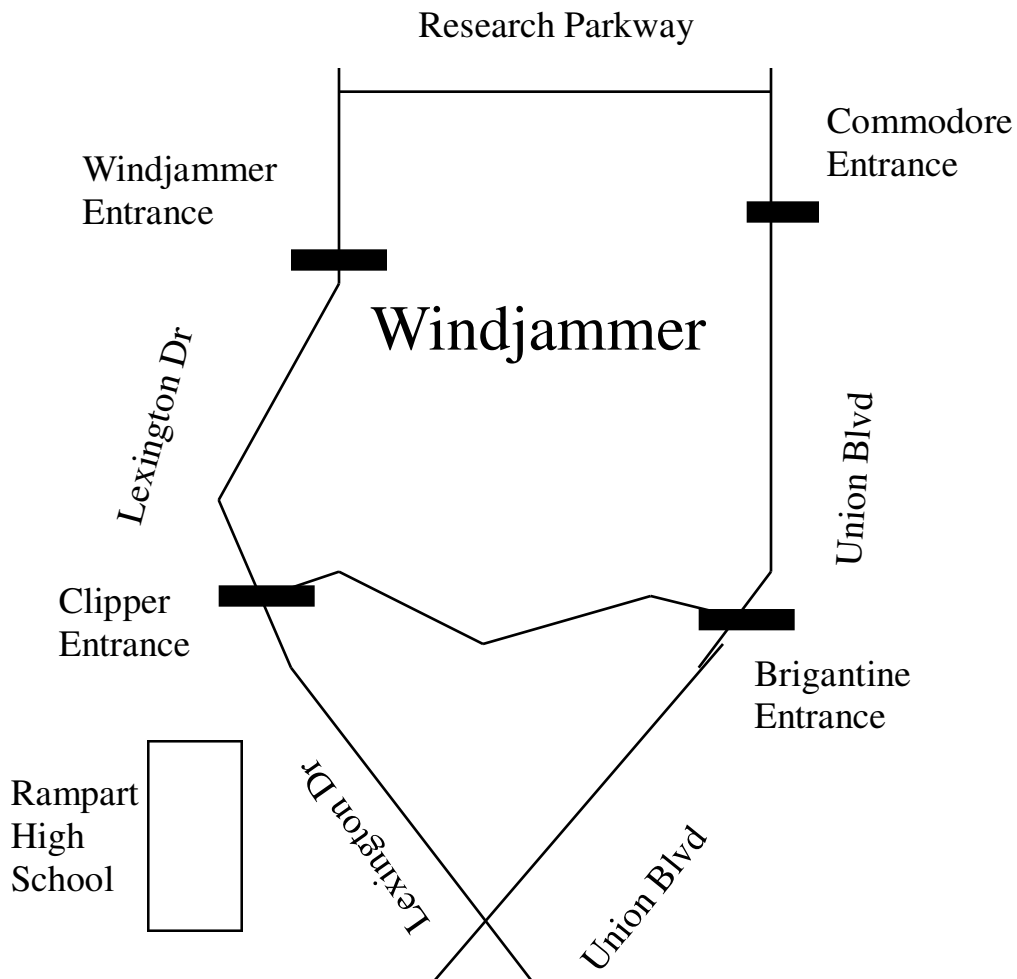 Research Parkway
Commodore
Entrance
Windjammer
Entrance
Windjammer
Lexington Dr
Union Blvd
Clipper
Entrance
Brigantine
Entrance
Rampart
High
School
Lexington Dr
Union Blvd